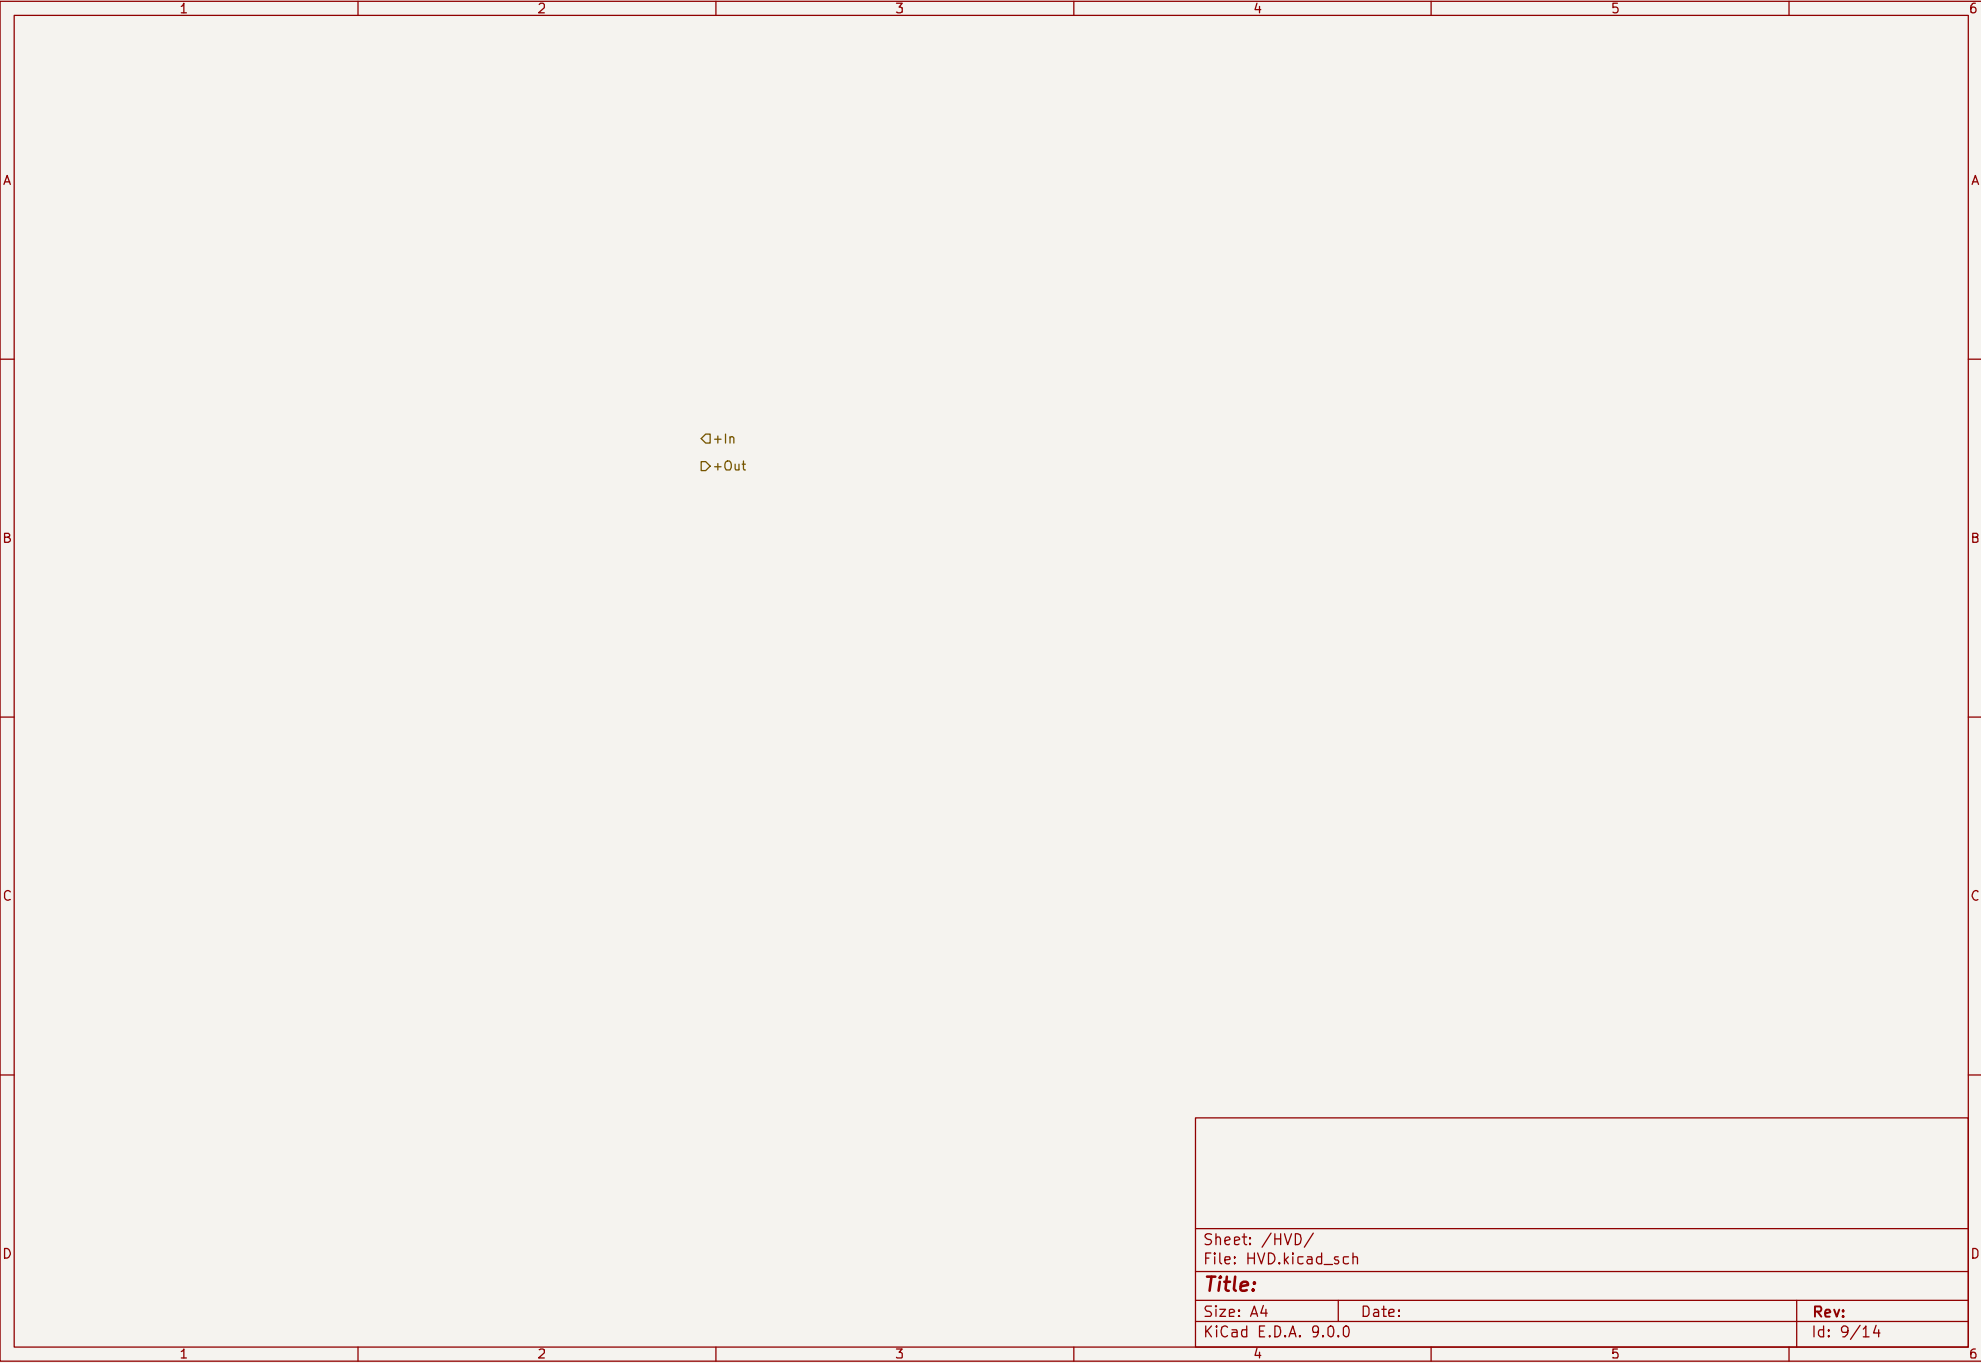 1 2 3 4 5 6
A A
+In
+Out
B B
C C
Sheet: /HVD/
File: HVD.kicad_sch
D D
Title:
Size: A4 Date: Rev:
KiCad E.D.A. 9.0.0 Id: 9/14
1 2 3 4 5 6